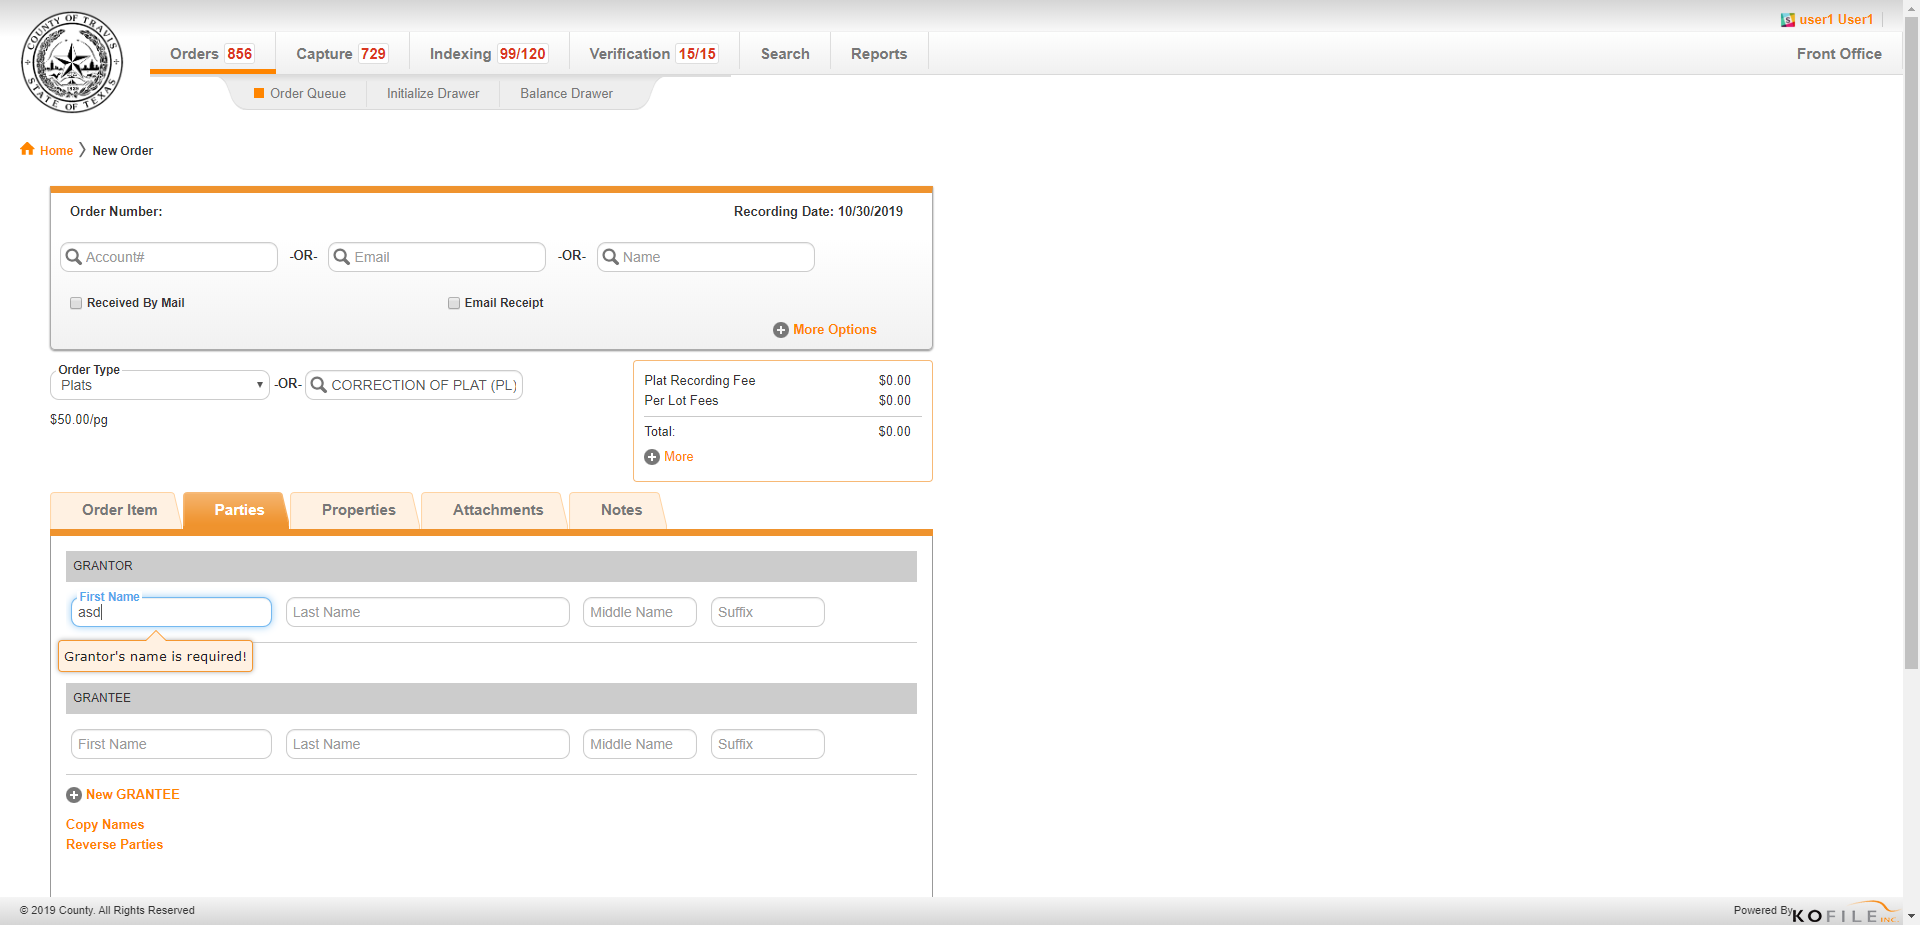 COUNTY OF TRAVIS
STATE OF TEXAS
user1 User1
Orders 856
Capture 729
Indexing 99/120
Verification 15/15
Search
Reports
Front Office
Order Queue
Initialize Drawer
Balance Drawer
Home
New Order
Order Number:
Recording Date: 10/30/2019
Account#
-OR-
Email
-OR-
Name
Received By Mail
Email Receipt
More Options
Order Type
Plats
-OR-
CORRECTION OF PLAT (PL)
$50.00/pg
Plat Recording Fee $0.00
Per Lot Fees $0.00
Total: $0.00
More
Order Item
Parties
Properties
Attachments
Notes
GRANTOR
First Name
asd
Last Name
Middle Name
Suffix
Grantor's name is required!
GRANTEE
First Name
Last Name
Middle Name
Suffix
New GRANTEE
Copy Names
Reverse Parties
© 2019 County. All Rights Reserved
Powered By KOFILE INC.